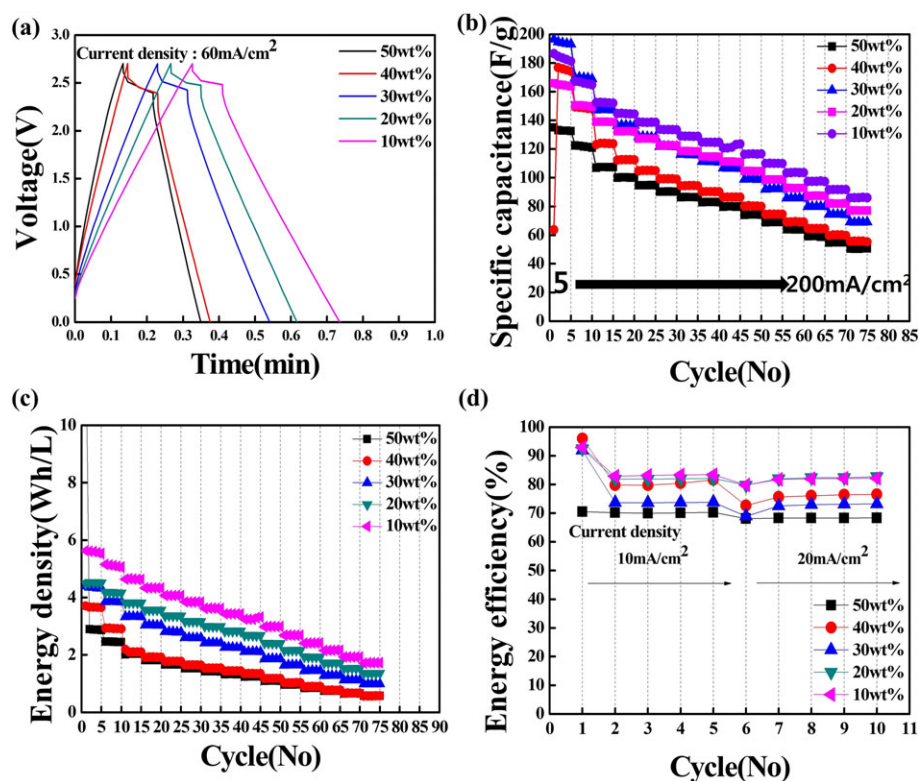 (a)
Current density : 60mA/cm²
50wt%
40wt%
30wt%
20wt%
10wt%
Voltage(V)
3.0
2.5
2.0
1.5
1.0
0.5
0.0
0.0 0.1 0.2 0.3 0.4 0.5 0.6 0.7 0.8 0.9 1.0
Time(min)
(b)
Specific capacitance(F/g)
200
180
160
140
120
100
80
60
40
20
0
50wt%
40wt%
30wt%
20wt%
10wt%
5 200mA/cm²
0 5 10 15 20 25 30 35 40 45 50 55 60 65 70 75 80 85
Cycle(No)
(c)
Energy density(Wh/L)
10
8
6
4
2
0
50wt%
40wt%
30wt%
20wt%
10wt%
0 5 10 15 20 25 30 35 40 45 50 55 60 65 70 75 80 85 90
Cycle(No)
(d)
Energy efficiency(%)
100
90
80
70
60
50
40
30
20
10
0
Current density
10mA/cm² 20mA/cm²
50wt%
40wt%
30wt%
20wt%
10wt%
0 1 2 3 4 5 6 7 8 9 10 11
Cycle(No)